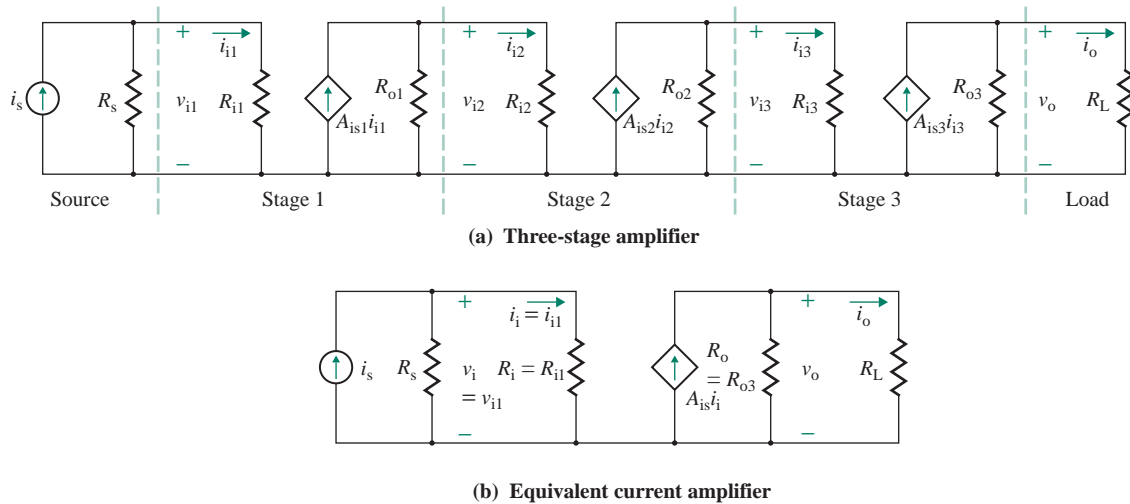 + i_i1 + i_i2 + i_i3 + i_o
i_s R_s v_i1 R_i1 A_is1 i_i1 R_o1 v_i2 R_i2 A_is2 i_i2 R_o2 v_i3 R_i3 A_is3 i_i3 R_o3 v_o R_L
− − − −
Source Stage 1 Stage 2 Stage 3 Load
(a) Three-stage amplifier
+ i_i = i_i1 + i_o
i_s R_s v_i R_i = R_i1 R_o v_o R_L
= v_i1 = R_o3
A_is i_i
− −
(b) Equivalent current amplifier